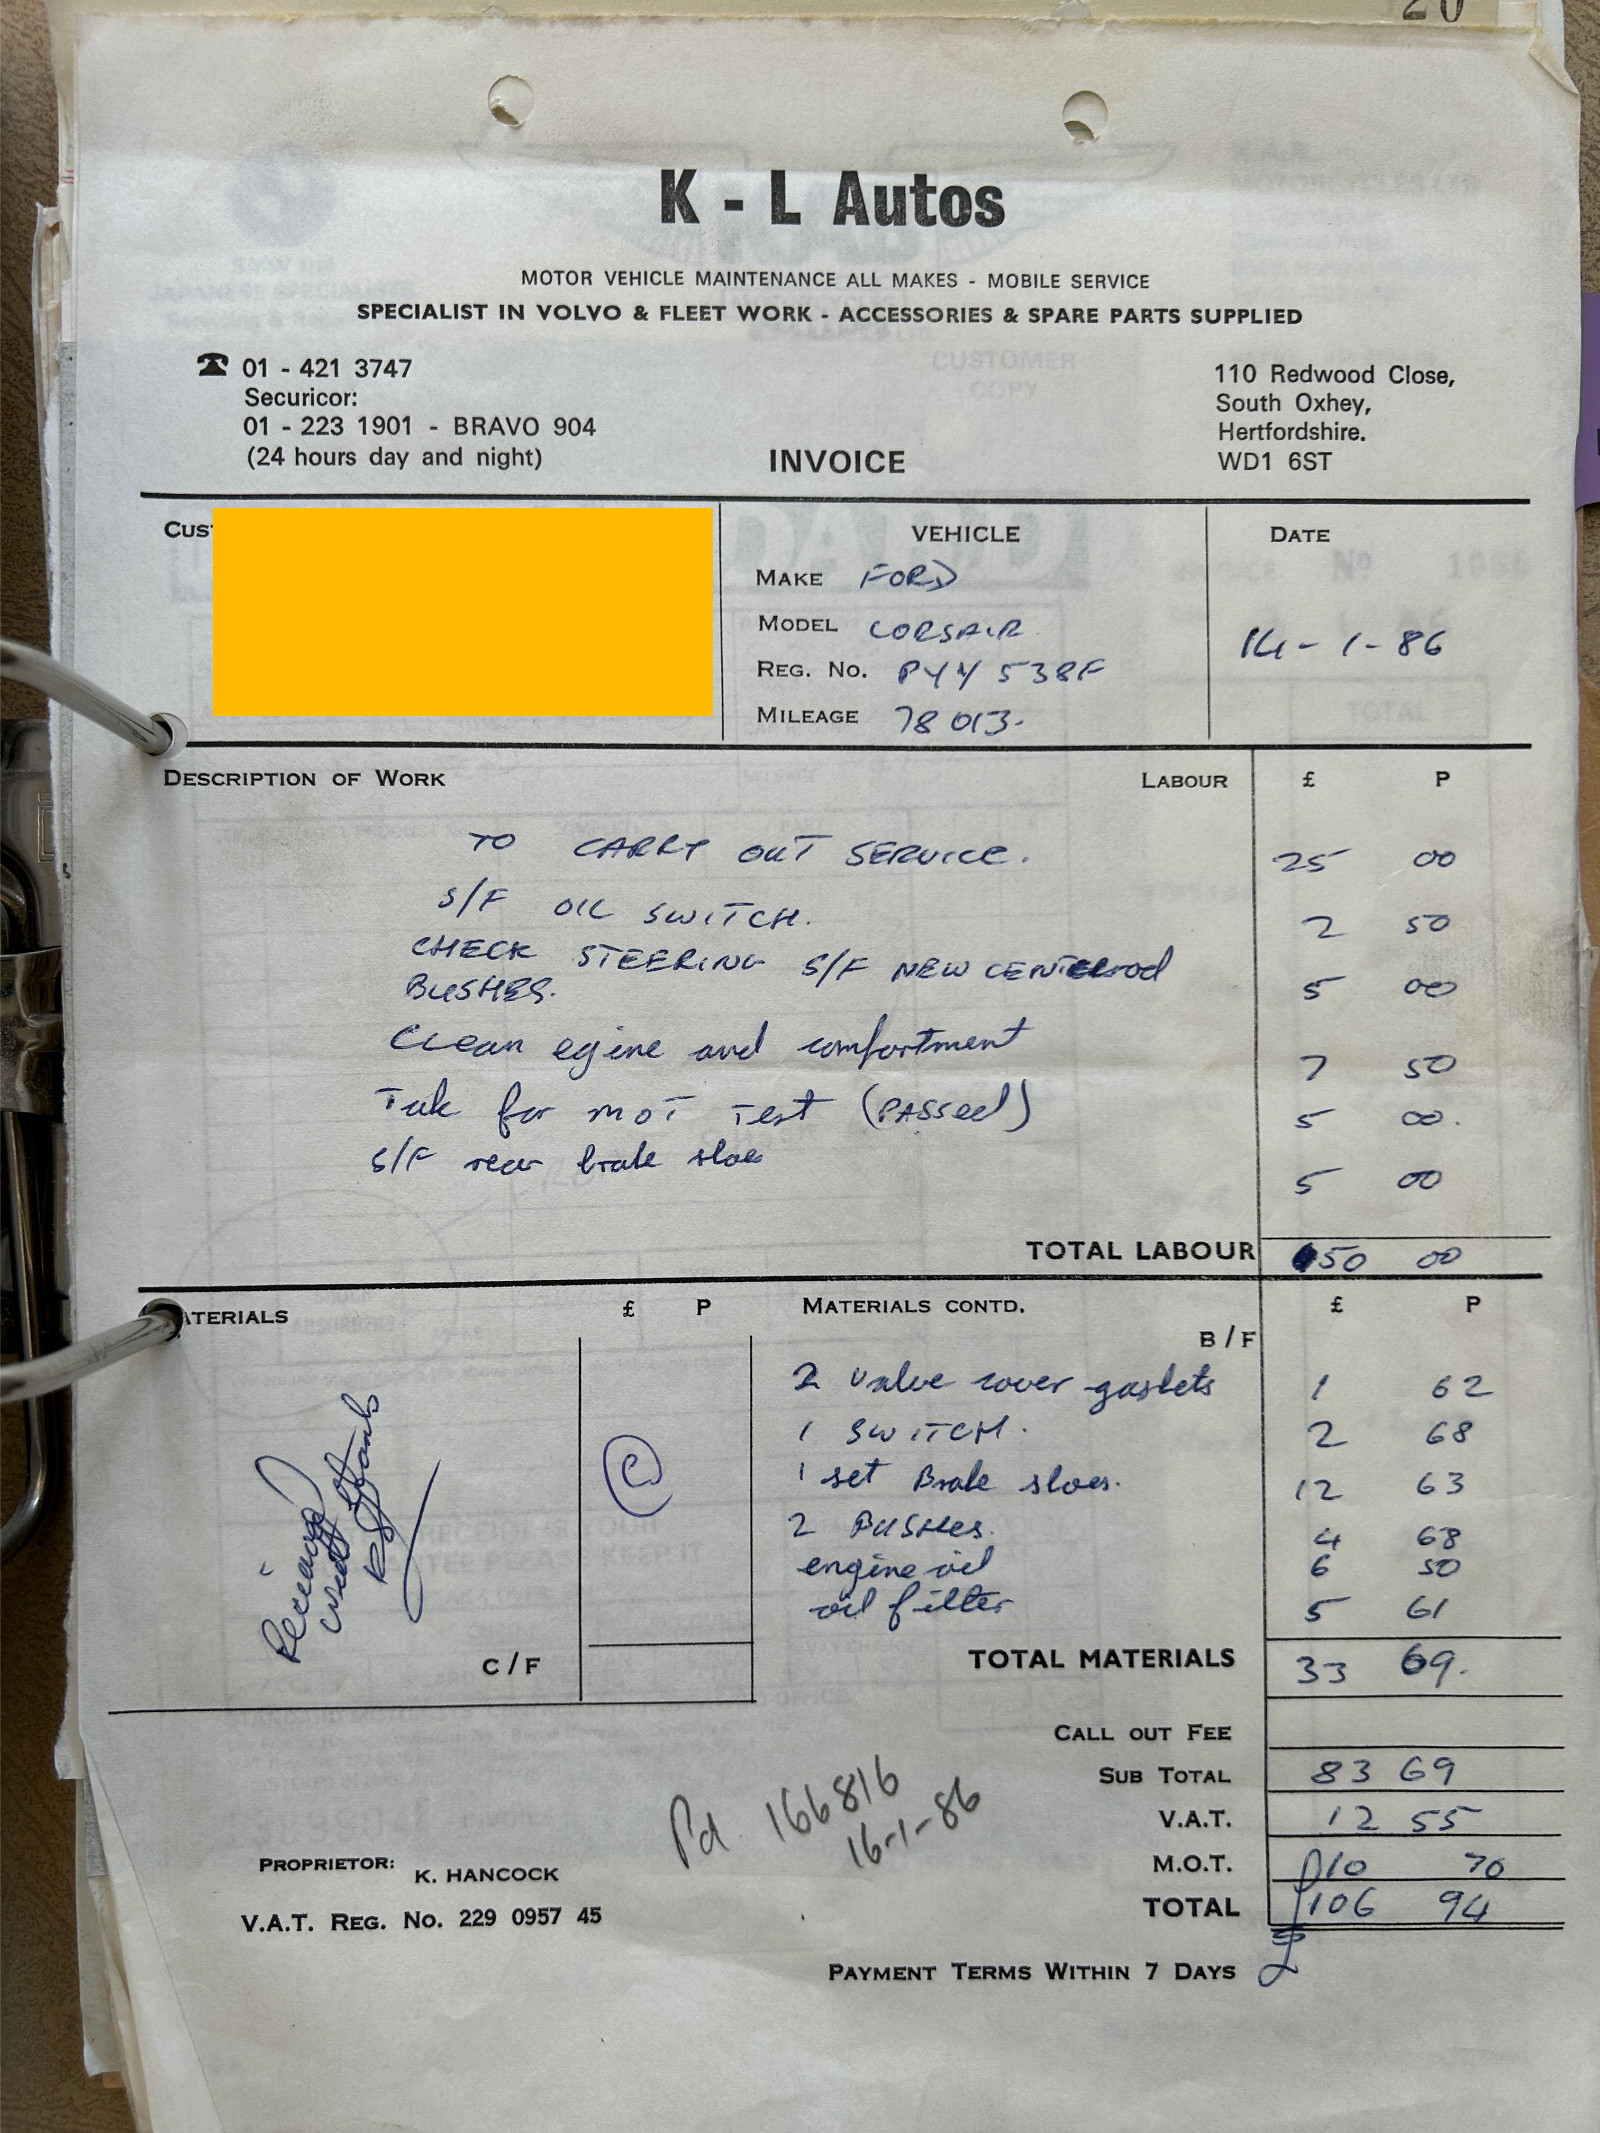 20
K - L Autos
MOTOR VEHICLE MAINTENANCE ALL MAKES - MOBILE SERVICE
SPECIALIST IN VOLVO & FLEET WORK - ACCESSORIES & SPARE PARTS SUPPLIED
01 - 421 3747
Securicor:
01 - 223 1901 - BRAVO 904
(24 hours day and night)
INVOICE
110 Redwood Close,
South Oxhey,
Hertfordshire.
WD1 6ST
CUS
VEHICLE
MAKE FORD
MODEL CORSAIR
REG. NO. PYY 538F
MILEAGE 78013.
DATE
14-1-86
DESCRIPTION OF WORK LABOUR £ P
TO CARRY OUT SERVICE. 25 00
S/F OIL SWITCH. 2 50
CHECK STEERING S/F NEW CENTERrod
BUSHES. 5 00
Clean egine and comfortment 7 50
Take for MOT Test (PASSed) 5 00.
S/F rear brake shoe 5 00
TOTAL LABOUR 50 00
ATERIALS £ P
MATERIALS CONTD. £ P
B/F
2 valve cover gaskets 1 62
1 SWITCH. 2 68
1 set Brake shoes. 12 63
2 BUSHes. 4 68
engine oil 6 50
oil filter 5 61
Received
with thanks
C
C/F
TOTAL MATERIALS 33 69.
CALL OUT FEE
SUB TOTAL 83 69
V.A.T. 12 55
M.O.T. £10 70
TOTAL £106 94
Pd. 166816
16-1-86
PROPRIETOR: K. HANCOCK
V.A.T. REG. NO. 229 0957 45
PAYMENT TERMS WITHIN 7 DAYS